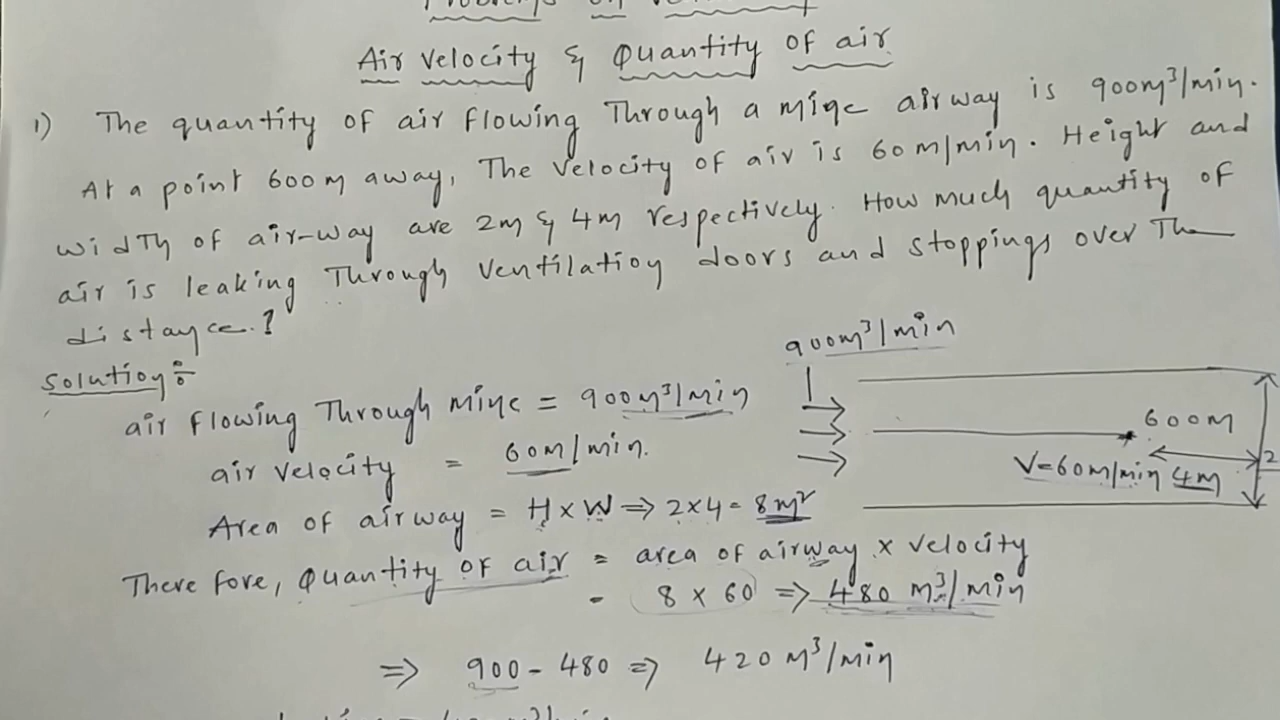 Problems on
Air Velocity & Quantity of air
1) The quantity of air flowing Through a mine airway is 900m³/min.
At a point 600m away, The velocity of air is 60m/min. Height and
width of air-way are 2m & 4m respectively. How much quantity of
air is leaking Through ventilation doors and stoppings over The
distance.?
Solution:-
900m³/min
air flowing Through Mine = 900m³/min
600m
air velocity = 60m/min.
V=60m/min 4m
2
Area of airway = H x W => 2x4 = 8m²
There fore, Quantity of air = area of airway x velocity
= 8 x 60 => 480 m³/min
=> 900 - 480 => 420 m³/min